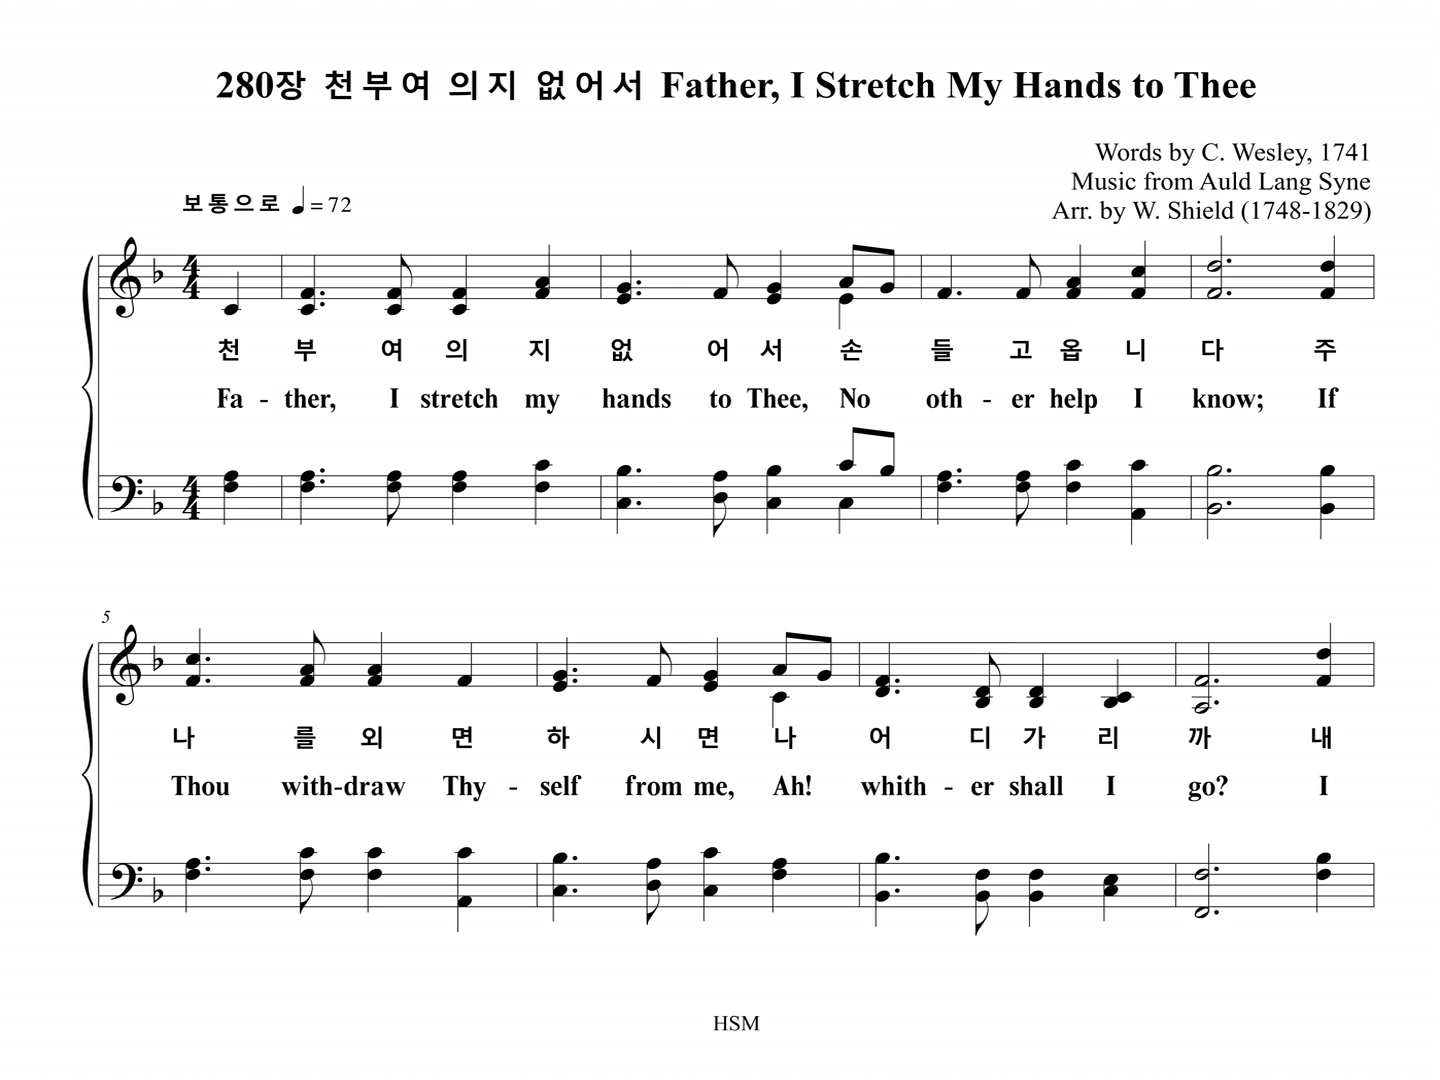 280장 천부여 의지 없어서 Father, I Stretch My Hands to Thee
Words by C. Wesley, 1741
Music from Auld Lang Syne
Arr. by W. Shield (1748-1829)
보통으로 ♩ = 72
천 부 여 의 지 없 어 서 손 들 고 옵 니 다 주
Fa - ther, I stretch my hands to Thee, No oth - er help I know; If
5
나 를 외 면 하 시 면 나 어 디 가 리 까 내
Thou with-draw Thy - self from me, Ah! whith - er shall I go? I
HSM